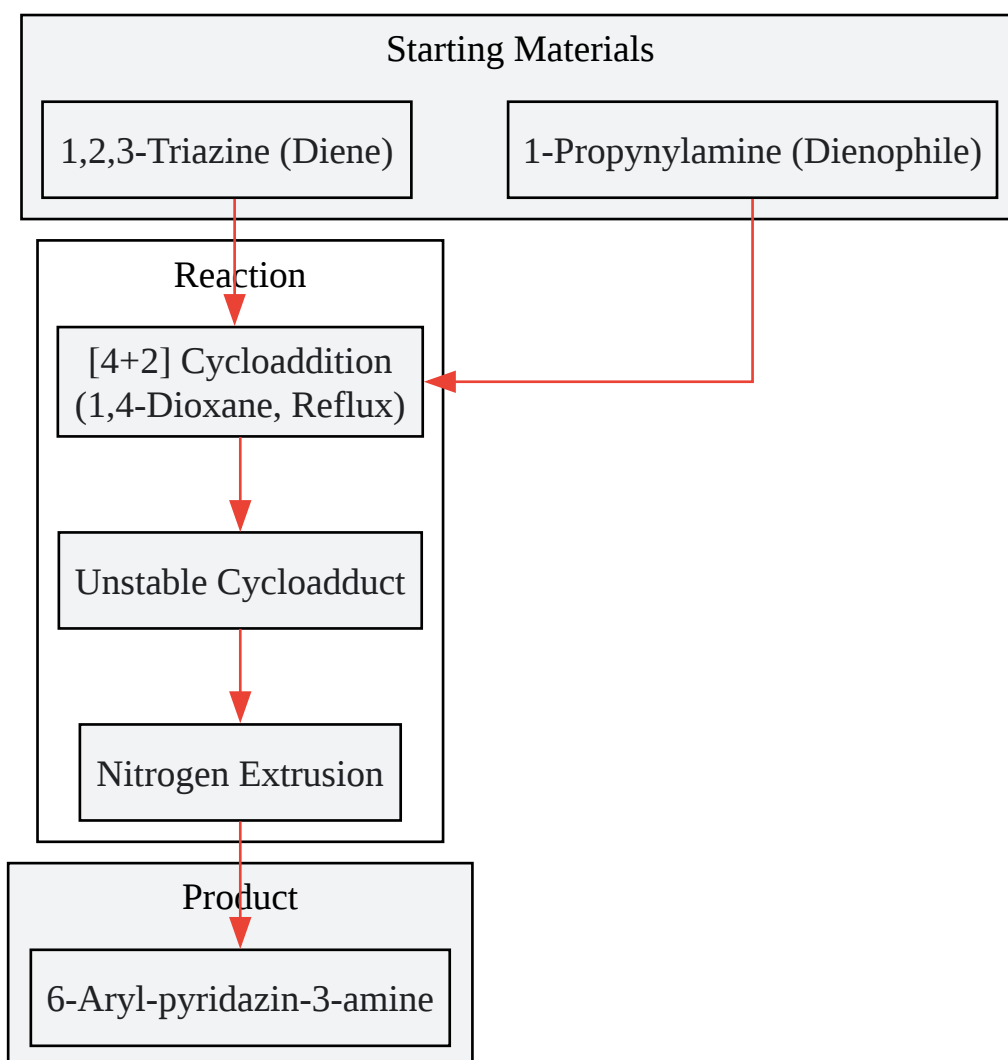 Starting Materials
1,2,3-Triazine (Diene)
1-Propynylamine (Dienophile)
Reaction
[4+2] Cycloaddition
(1,4-Dioxane, Reflux)
Unstable Cycloadduct
Nitrogen Extrusion
Product
6-Aryl-pyridazin-3-amine